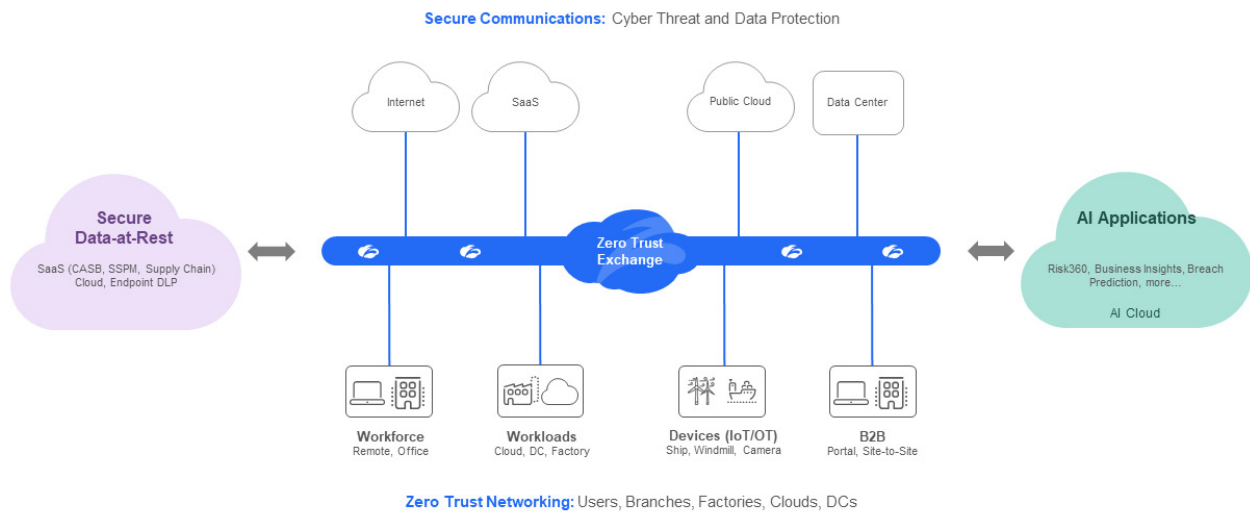 Secure Communications: Cyber Threat and Data Protection
Internet
SaaS
Public Cloud
Data Center
Secure
Data-at-Rest
SaaS (CASB, SSPM, Supply Chain)
Cloud, Endpoint DLP
Zero Trust
Exchange
AI Applications
Risk360, Business Insights, Breach
Prediction, more...
AI Cloud
Workforce
Remote, Office
Workloads
Cloud, DC, Factory
Devices (IoT/OT)
Ship, Windmill, Camera
B2B
Portal, Site-to-Site
Zero Trust Networking: Users, Branches, Factories, Clouds, DCs